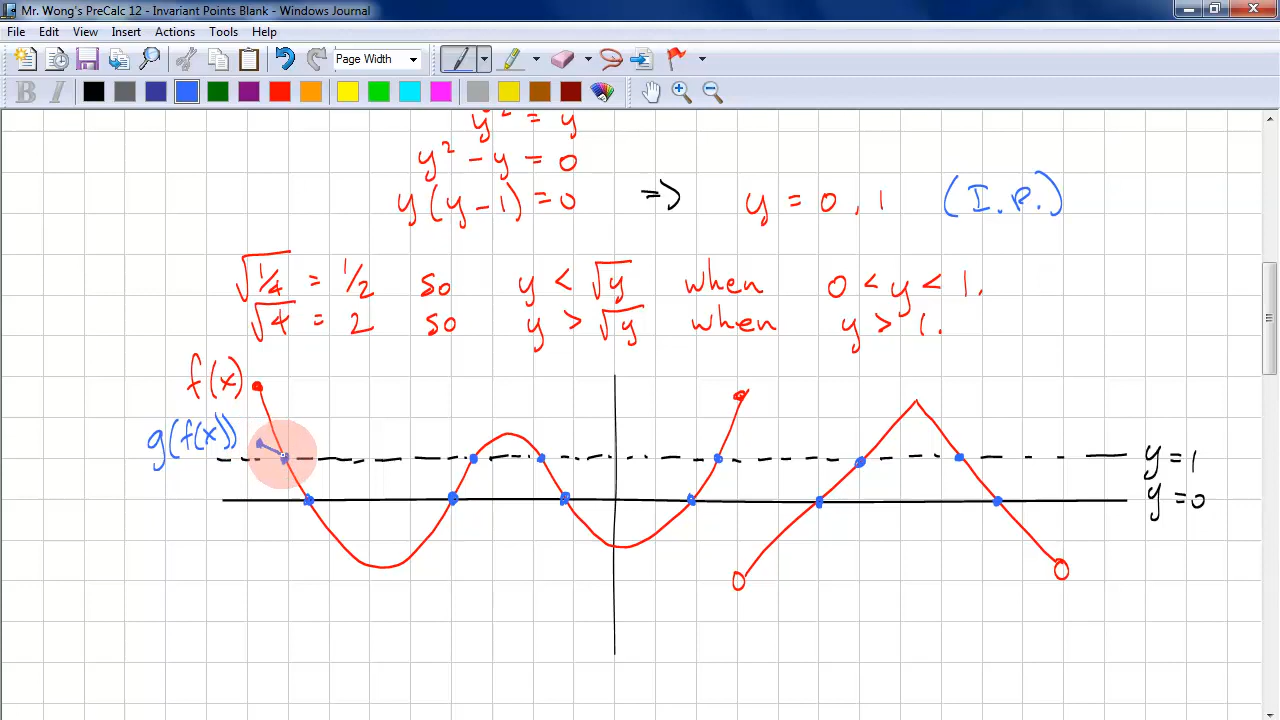 Mr. Wong's PreCalc 12 - Invariant Points Blank - Windows Journal
File Edit View Insert Actions Tools Help
Page Width
B I
y² = y
y² - y = 0
y(y-1) = 0 => y = 0, 1 (I.P.)
√1/4 = 1/2 so y < √y when 0 < y < 1.
√4 = 2 so y > √y when y > 1.
f(x)
g(f(x))
y = 1
y = 0